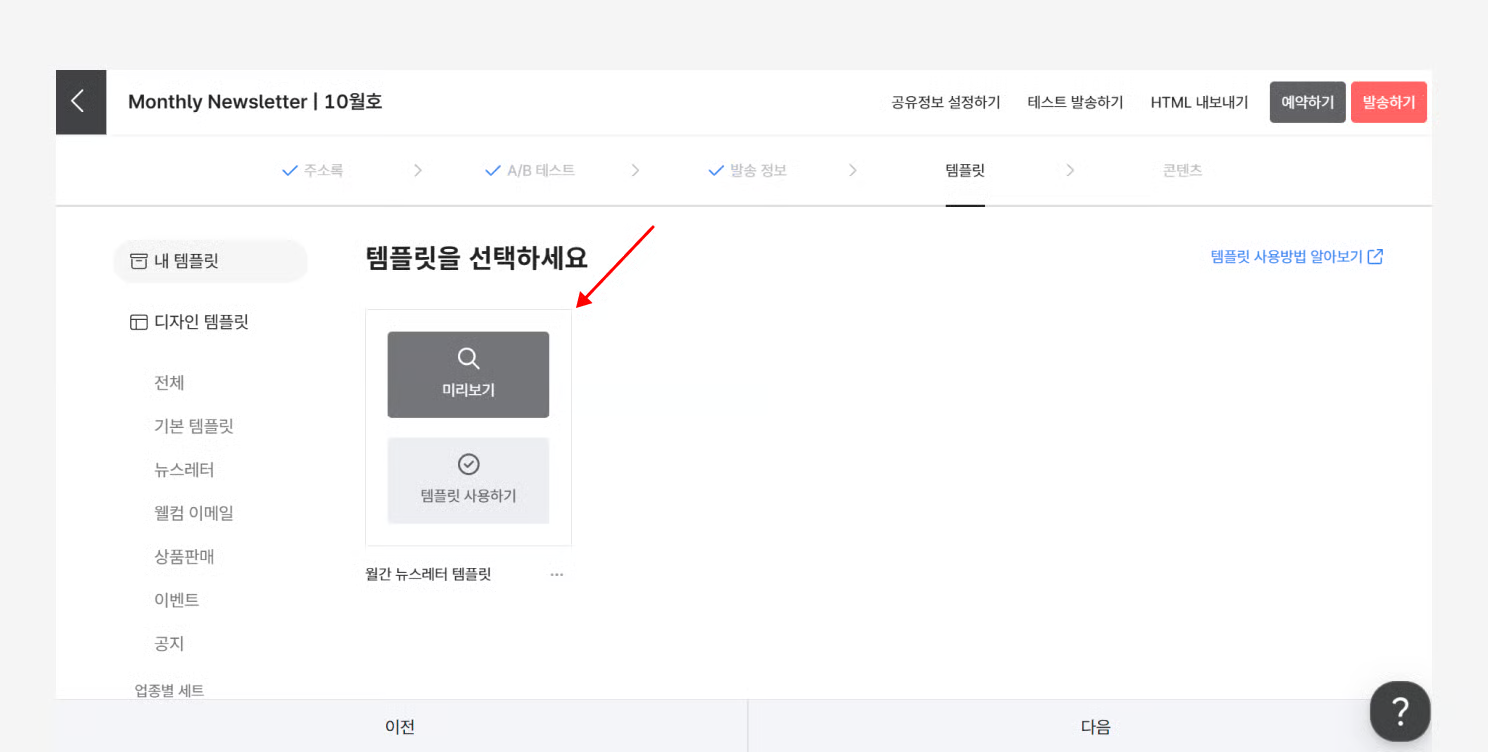 Monthly Newsletter | 10월호
공유정보 설정하기
테스트 발송하기
HTML 내보내기
예약하기
발송하기
주소록
A/B 테스트
발송 정보
템플릿
콘텐츠
내 템플릿
디자인 템플릿
전체
기본 템플릿
뉴스레터
웰컴 이메일
상품판매
이벤트
공지
업종별 세트
템플릿을 선택하세요
템플릿 사용방법 알아보기
미리보기
템플릿 사용하기
월간 뉴스레터 템플릿
···
이전
다음
?